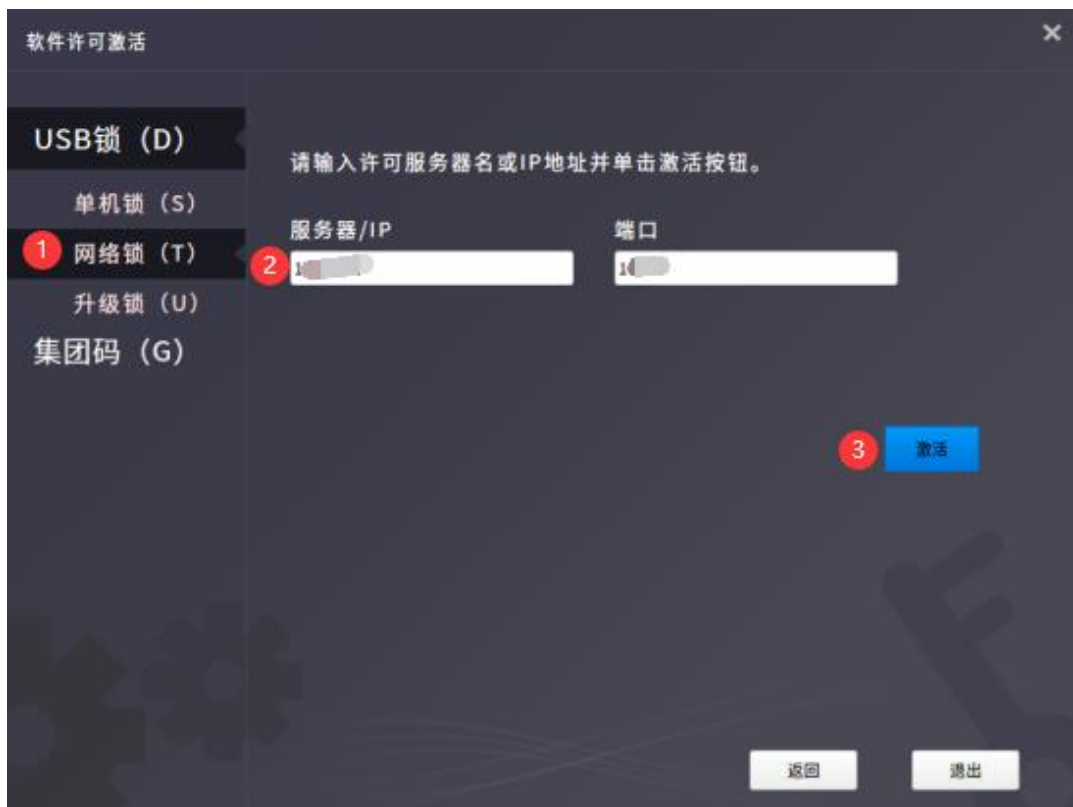 软件许可激活
USB锁（D）
单机锁（S）
1 网络锁（T）
升级锁（U）
集团码（G）
请输入许可服务器名或IP地址并单击激活按钮。
服务器/IP 端口
2
3 激活
返回 退出